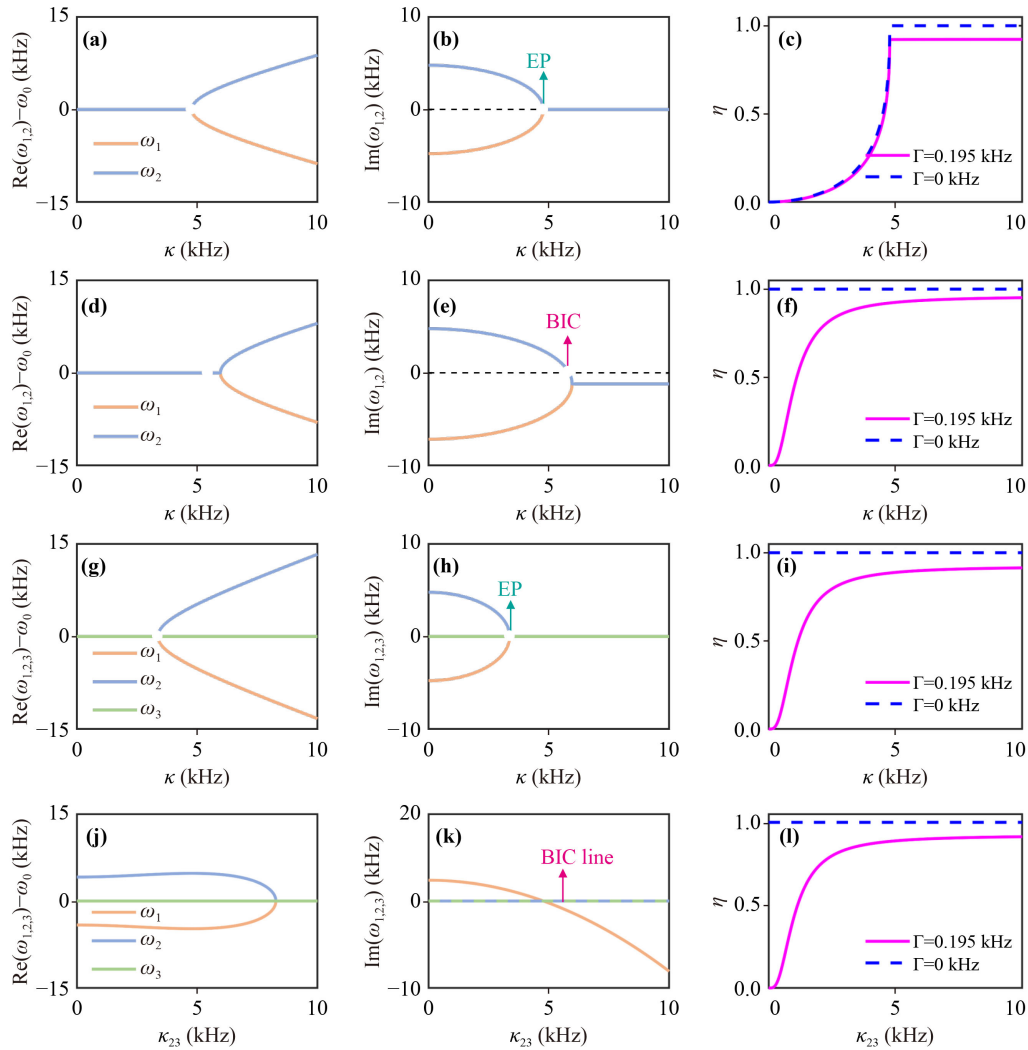 15
(a)
Re(ω1,2)−ω0 (kHz)
0
ω1
ω2
−15
0
5
10
κ (kHz)
10
(b)
EP
Im(ω1,2) (kHz)
0
−10
0
5
10
κ (kHz)
(c)
1.0
η
0.5
Γ=0.195 kHz
Γ=0 kHz
0.0
0
5
10
κ (kHz)
15
(d)
Re(ω1,2)−ω0 (kHz)
0
ω1
ω2
−15
0
5
10
κ (kHz)
10
(e)
BIC
Im(ω1,2) (kHz)
0
−10
0
5
10
κ (kHz)
(f)
1.0
η
0.5
Γ=0.195 kHz
Γ=0 kHz
0.0
0
5
10
κ (kHz)
15
(g)
Re(ω1,2,3)−ω0 (kHz)
0
ω1
ω2
ω3
−15
0
5
10
κ (kHz)
10
(h)
EP
Im(ω1,2,3) (kHz)
0
−10
0
5
10
κ (kHz)
(i)
1.0
η
0.5
Γ=0.195 kHz
Γ=0 kHz
0.0
0
5
10
κ (kHz)
15
(j)
Re(ω1,2,3)−ω0 (kHz)
0
ω1
ω2
ω3
−15
0
5
10
κ23 (kHz)
20
(k)
BIC line
Im(ω1,2,3) (kHz)
0
−10
0
5
10
κ23 (kHz)
(l)
1.0
η
0.5
Γ=0.195 kHz
Γ=0 kHz
0.0
0
5
10
κ23 (kHz)